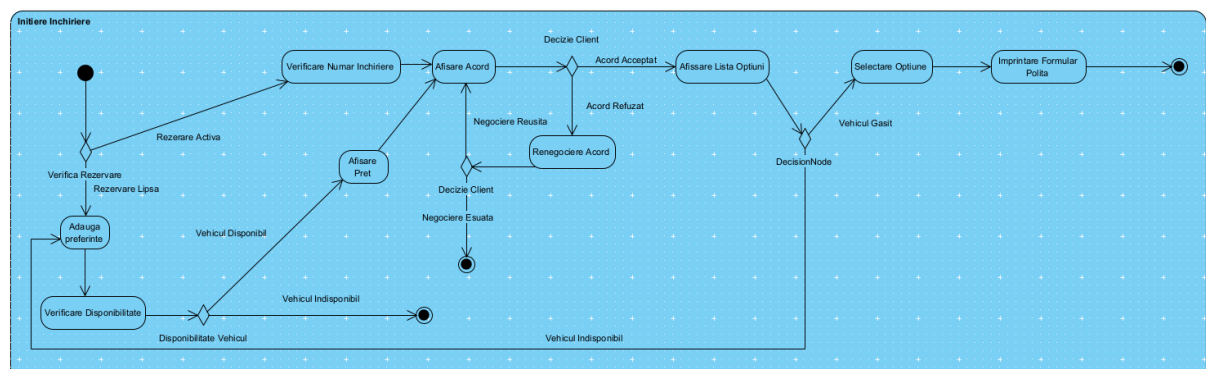 Initiere Inchiriere
Decizie Client
Verificare Numar Inchiriere
Afisare Acord
Acord Acceptat
Afissare Lista Optiuni
Selectare Optiune
Imprintare Formular
Polita
Acord Refuzat
Rezerare Activa
Negociere Reusita
Vehicul Gasit
Renegociere Acord
Afisare
Pret
DecisionNode
Verifica Rezervare
Rezervare Lipsa
Decizie Client
Negociere Esuata
Adauga
preferinte
Vehicul Disponibil
Vehicul Indisponibil
Verificare Disponibilitate
Disponibilitate Vehicul
Vehicul Indisponibil